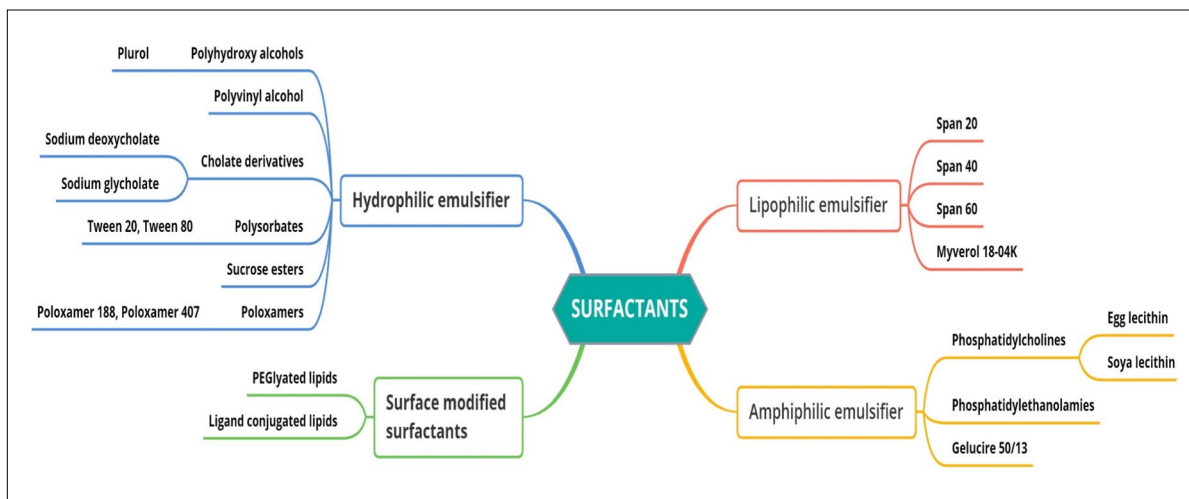 Plurol
Polyhydroxy alcohols
Polyvinyl alcohol
Sodium deoxycholate
Cholate derivatives
Sodium glycholate
Tween 20, Tween 80
Polysorbates
Sucrose esters
Poloxamer 188, Poloxamer 407
Poloxamers
Hydrophilic emulsifier
PEGlyated lipids
Ligand conjugated lipids
Surface modified
surfactants
SURFACTANTS
Lipophilic emulsifier
Span 20
Span 40
Span 60
Myverol 18-04K
Amphiphilic emulsifier
Phosphatidylcholines
Egg lecithin
Soya lecithin
Phosphatidylethanolamies
Gelucire 50/13